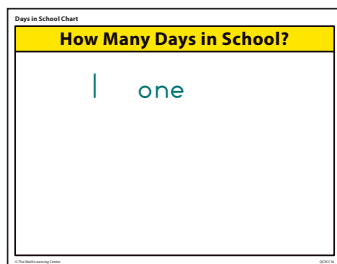 Days in School Chart
How Many Days in School?
1 one
© The Math Learning Center